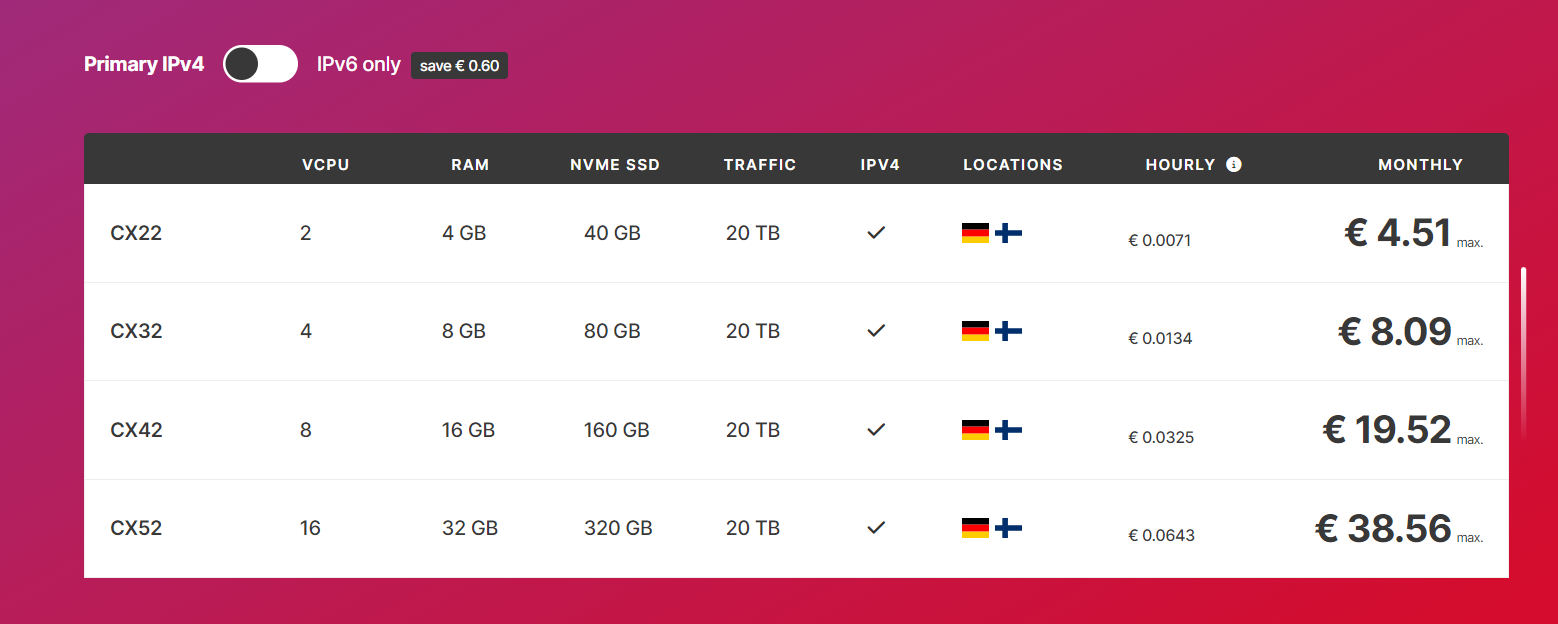 Primary IPv4 IPv6 only save € 0.60
VCPU RAM NVME SSD TRAFFIC IPV4 LOCATIONS HOURLY MONTHLY
CX22 2 4 GB 40 GB 20 TB € 0.0071 € 4.51 max.
CX32 4 8 GB 80 GB 20 TB € 0.0134 € 8.09 max.
CX42 8 16 GB 160 GB 20 TB € 0.0325 € 19.52 max.
CX52 16 32 GB 320 GB 20 TB € 0.0643 € 38.56 max.